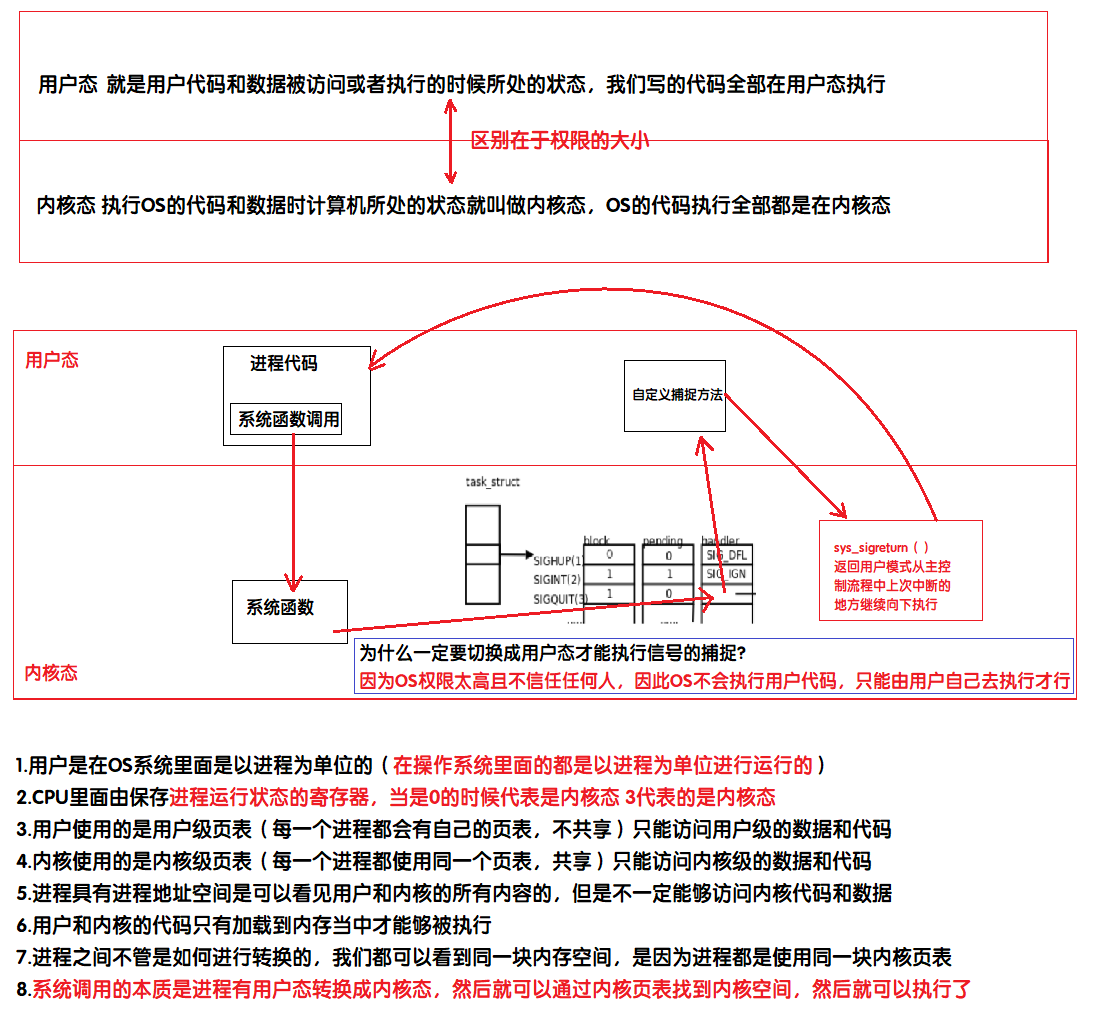 用户态 就是用户代码和数据被访问或者执行的时候所处的状态，我们写的代码全部在用户态执行
区别在于权限的大小
内核态 执行OS的代码和数据时计算机所处的状态就叫做内核态，OS的代码执行全部都是在内核态
用户态
进程代码
系统函数调用
自定义捕捉方法
task_struct
block
pending
handler
SIGHUP(1)
0
0
SIG_DFL
SIGINT(2)
1
1
SIG_IGN
SIGQUIT(3)
1
0
系统函数
sys_sigreturn（）
返回用户模式从主控
制流程中上次中断的
地方继续向下执行
内核态
为什么一定要切换成用户态才能执行信号的捕捉?
因为OS权限太高且不信任任何人，因此OS不会执行用户代码，只能由用户自己去执行才行
1.用户是在OS系统里面是以进程为单位的（在操作系统里面的都是以进程为单位进行运行的）
2.CPU里面由保存进程运行状态的寄存器，当是0的时候代表是内核态 3代表的是内核态
3.用户使用的是用户级页表（每一个进程都会有自己的页表，不共享）只能访问用户级的数据和代码
4.内核使用的是内核级页表（每一个进程都使用同一个页表，共享）只能访问内核级的数据和代码
5.进程具有进程地址空间是可以看见用户和内核的所有内容的，但是不一定能够访问内核代码和数据
6.用户和内核的代码只有加载到内存当中才能够被执行
7.进程之间不管是如何进行转换的，我们都可以看到同一块内存空间，是因为进程都是使用同一块内核页表
8.系统调用的本质是进程有用户态转换成内核态，然后就可以通过内核页表找到内核空间，然后就可以执行了